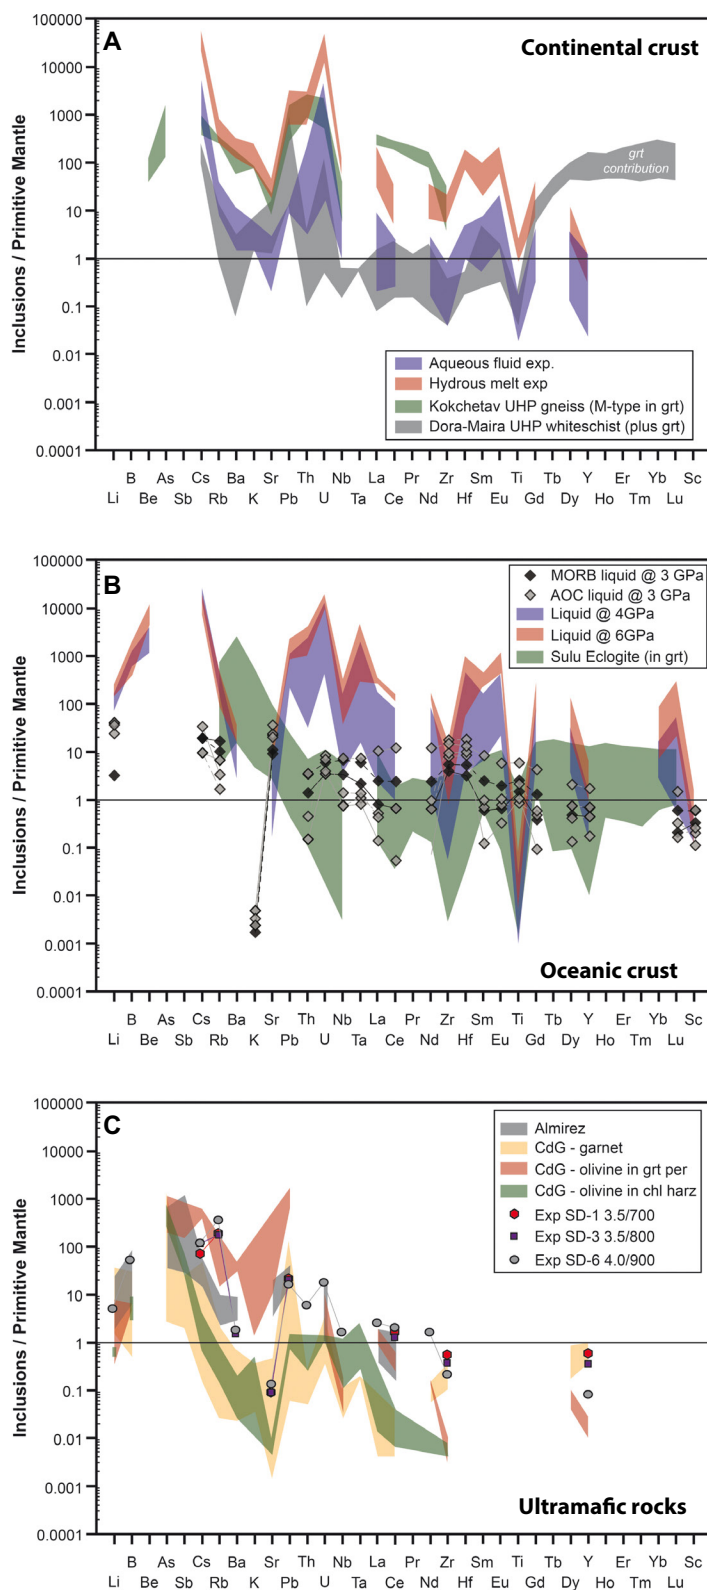 A
Continental crust
100000
10000
1000
100
10
1
0.1
0.01
0.001
0.0001
Inclusions / Primitive Mantle
grt
contribution
Aqueous fluid exp.
Hydrous melt exp
Kokchetav UHP gneiss (M-type in grt)
Dora-Maira UHP whiteschist (plus grt)
B As Cs Ba Sr Th Nb La Pr Zr Sm Ti Tb Y Er Yb Sc
Li Be Sb Rb K Pb U Ta Ce Nd Hf Eu Gd Dy Ho Tm Lu
B
100000
10000
1000
100
10
1
0.1
0.01
0.001
0.0001
Inclusions / Primitive Mantle
MORB liquid @ 3 GPa
AOC liquid @ 3 GPa
Liquid @ 4GPa
Liquid @ 6GPa
Sulu Eclogite (in grt)
Oceanic crust
B As Cs Ba Sr Th Nb La Pr Zr Sm Ti Tb Y Er Yb Sc
Li Be Sb Rb K Pb U Ta Ce Nd Hf Eu Gd Dy Ho Tm Lu
C
100000
10000
1000
100
10
1
0.1
0.01
0.001
0.0001
Inclusions / Primitive Mantle
Almirez
CdG - garnet
CdG - olivine in grt per
CdG - olivine in chl harz
Exp SD-1 3.5/700
Exp SD-3 3.5/800
Exp SD-6 4.0/900
Ultramafic rocks
B As Cs Ba Sr Th Nb La Pr Zr Sm Ti Tb Y Er Yb Sc
Li Be Sb Rb K Pb U Ta Ce Nd Hf Eu Gd Dy Ho Tm Lu